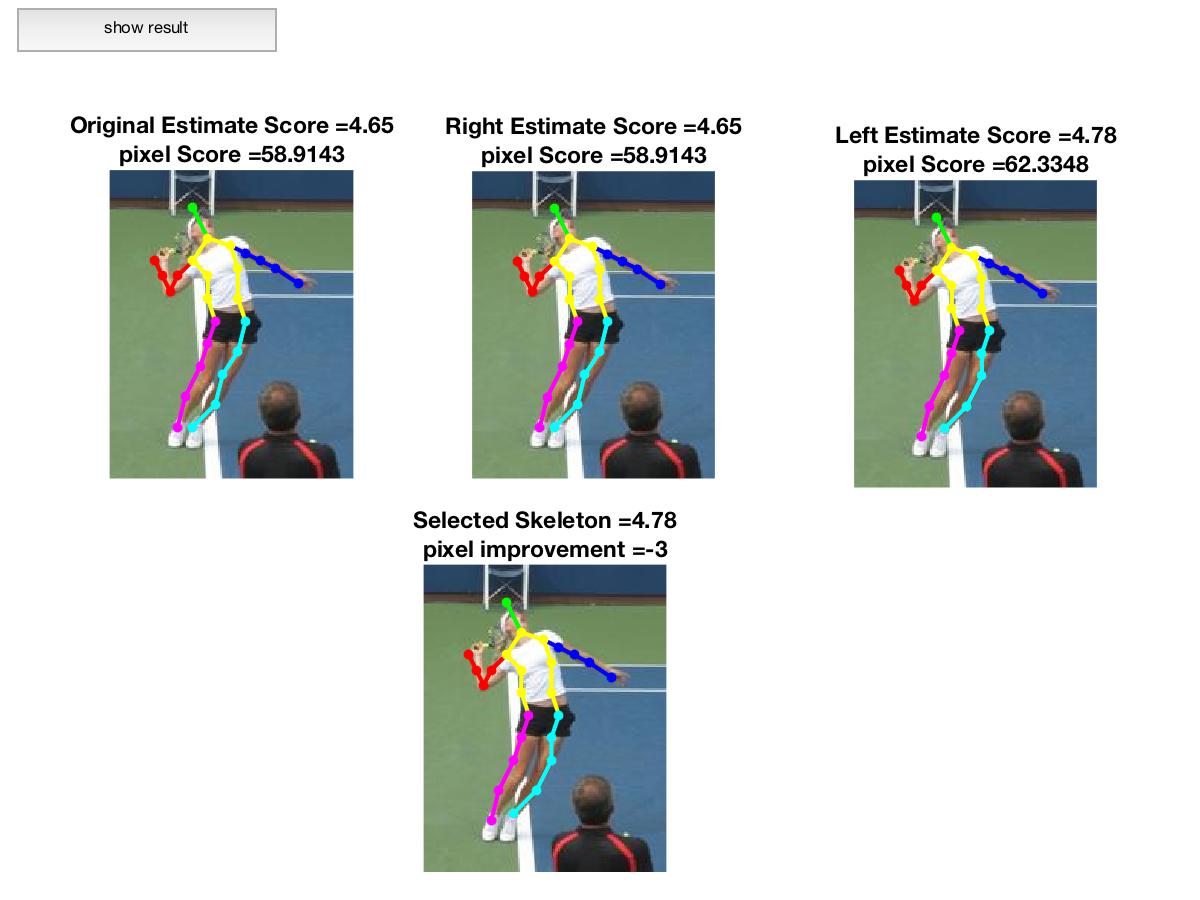 show result
Original Estimate Score =4.65
pixel Score =58.9143
Right Estimate Score =4.65
pixel Score =58.9143
Left Estimate Score =4.78
pixel Score =62.3348
Selected Skeleton =4.78
pixel improvement =-3